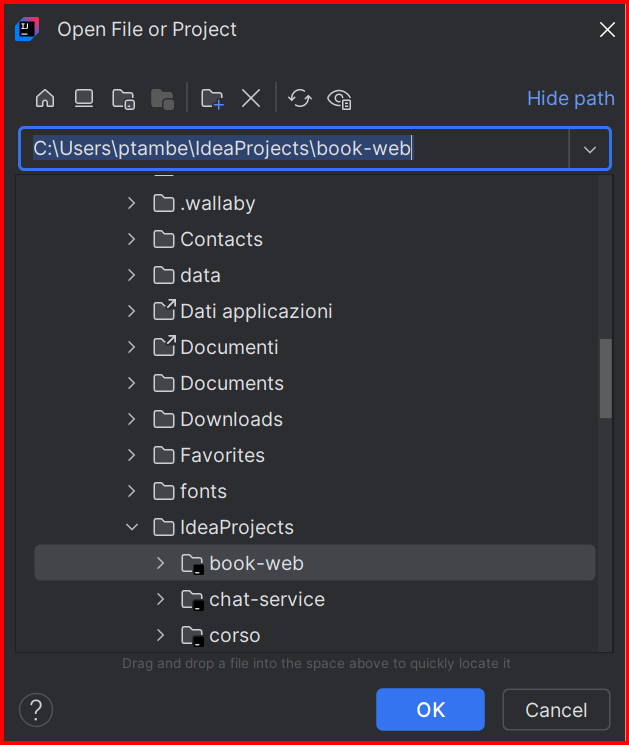 Open File or Project
Hide path
C:\Users\ptambe\IdeaProjects\book-web
.wallaby
Contacts
data
Dati applicazioni
Documenti
Documents
Downloads
Favorites
fonts
IdeaProjects
book-web
chat-service
corso
Drag and drop a file into the space above to quickly locate it
? OK Cancel